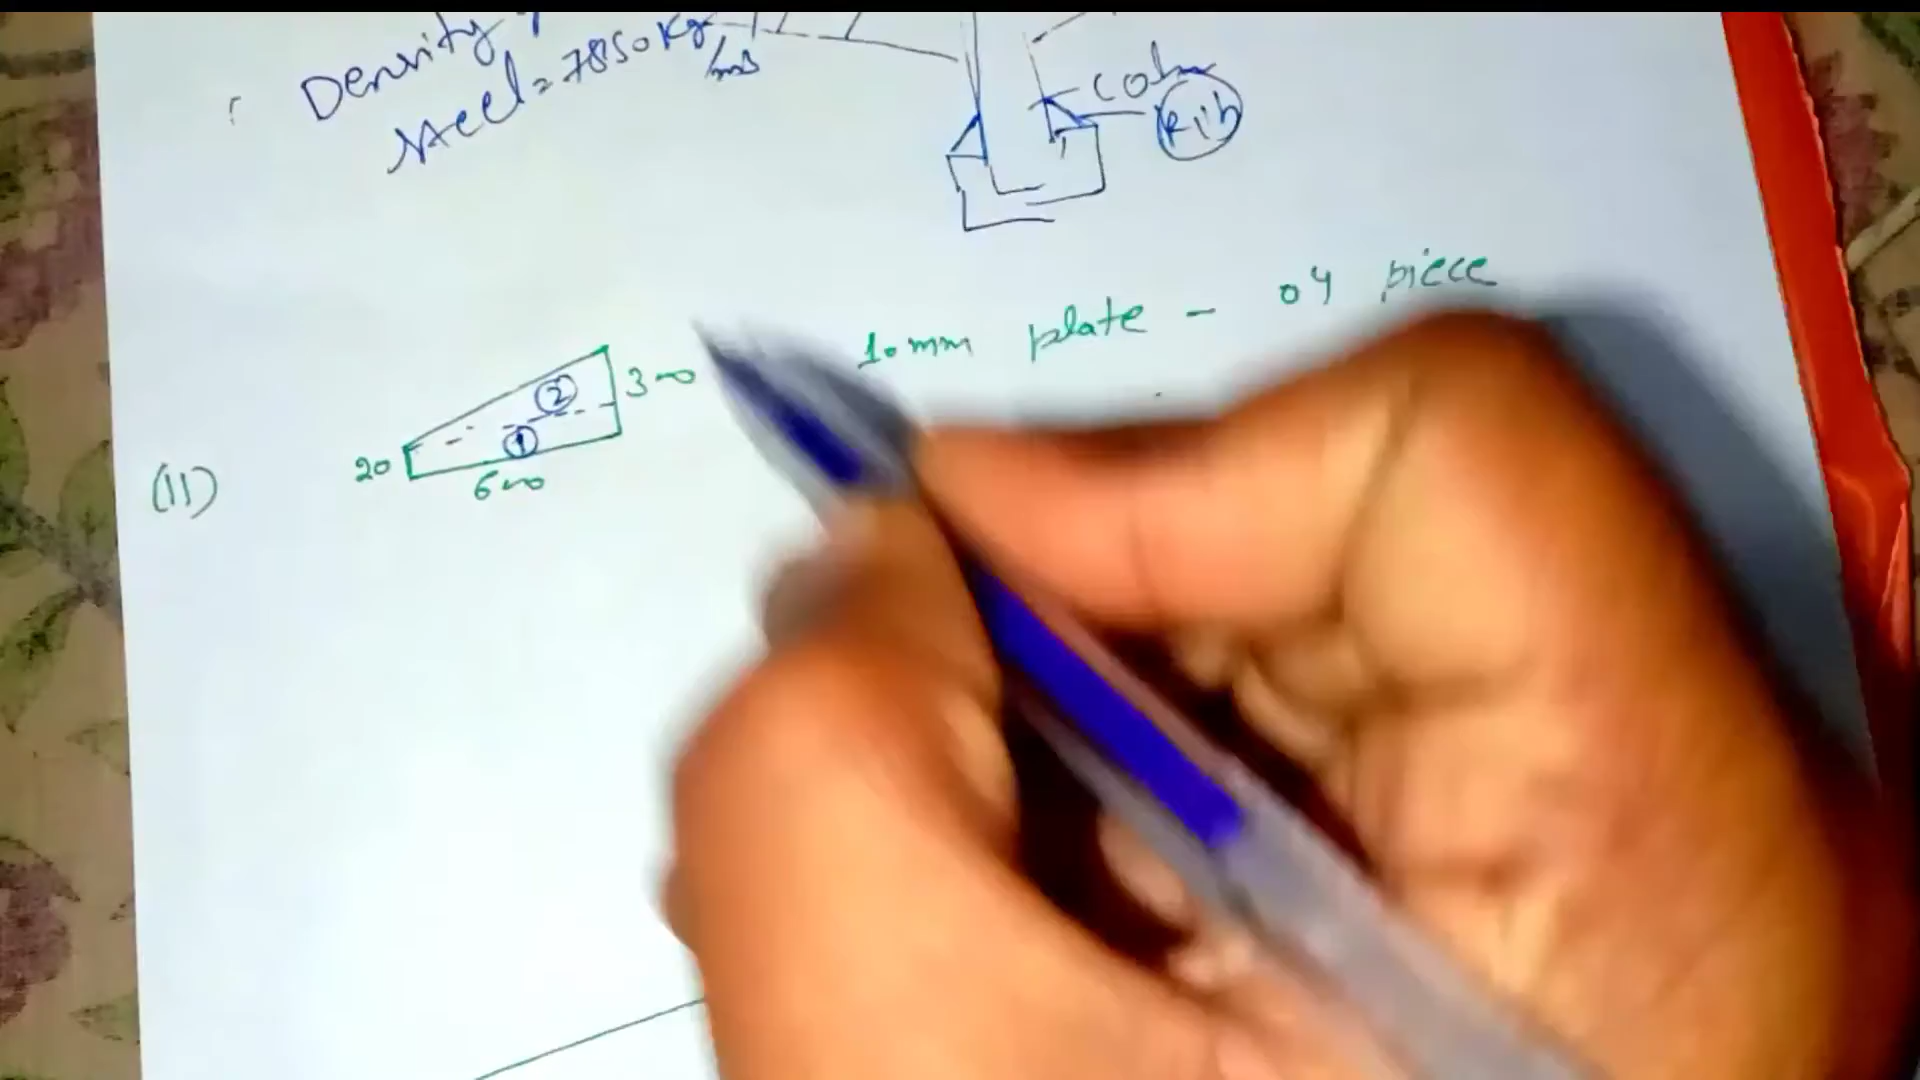 Density
steel = 7850 Kg/m3
Colm
Rib
10mm plate - 04 piece
300
②
①
20
600
(11)